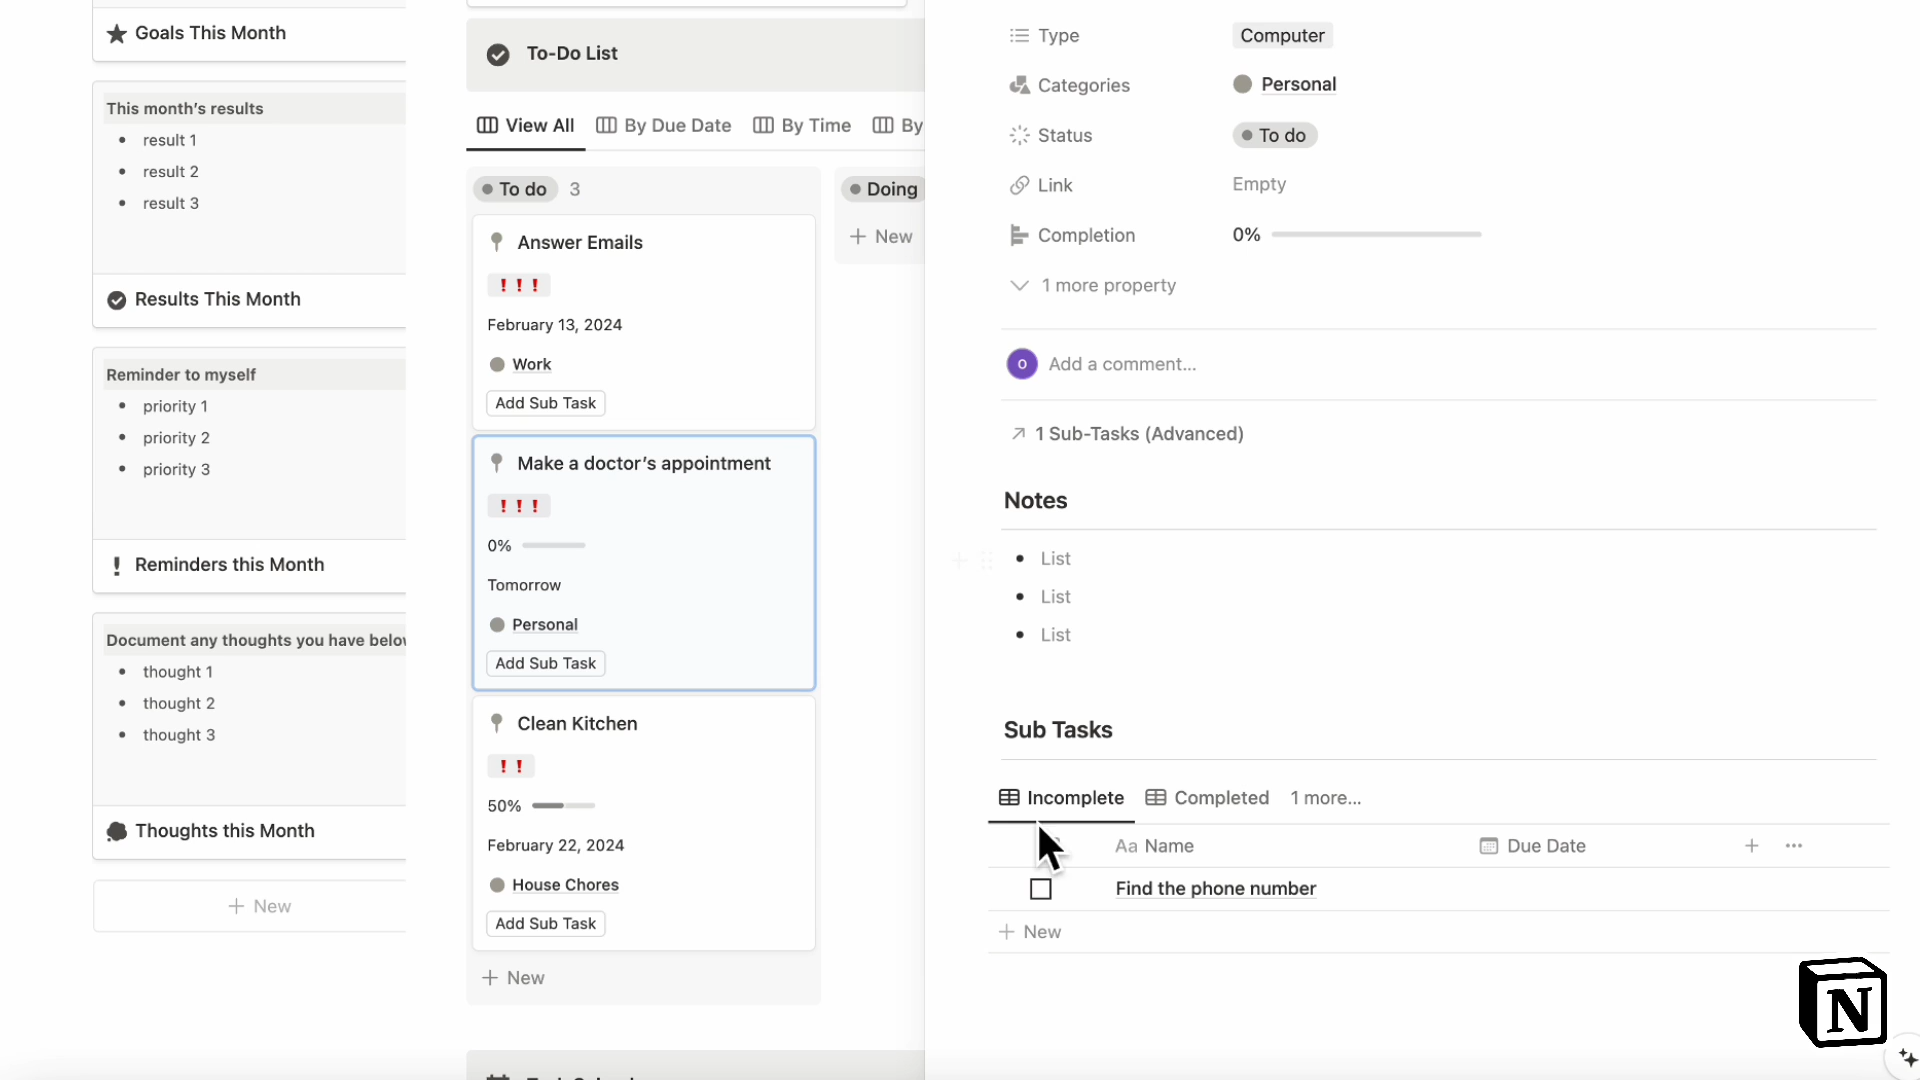 Goals This Month
This month's results
result 1
result 2
result 3
Results This Month
Reminder to myself
priority 1
priority 2
priority 3
Reminders this Month
Document any thoughts you have below
thought 1
thought 2
thought 3
Thoughts this Month
+ New
To-Do List
View All
By Due Date
By Time
By
To do 3
Answer Emails
! ! !
February 13, 2024
Work
Add Sub Task
Make a doctor's appointment
! ! !
0%
Tomorrow
Personal
Add Sub Task
Clean Kitchen
! !
50%
February 22, 2024
House Chores
Add Sub Task
+ New
Doing
+ New
Type Computer
Categories Personal
Status To do
Link Empty
Completion 0%
1 more property
O Add a comment...
1 Sub-Tasks (Advanced)
Notes
List
List
List
Sub Tasks
Incomplete
Completed
1 more...
Aa Name
Due Date
Find the phone number
+ New
N